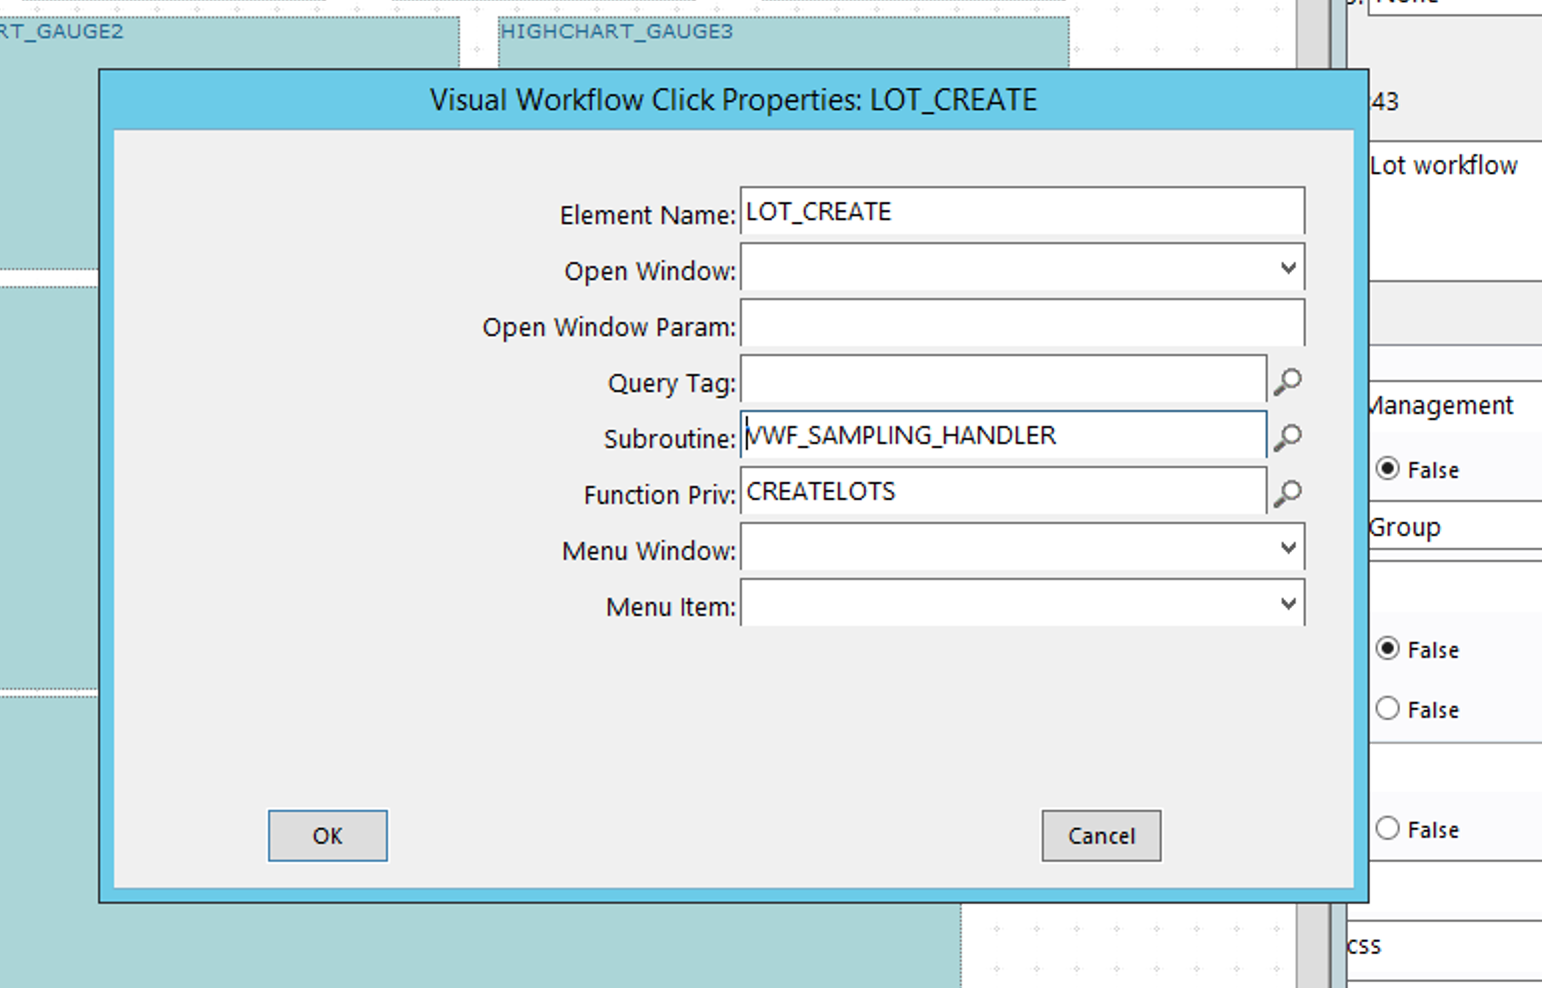 RT_GAUGE2
HIGHCHART_GAUGE3
Visual Workflow Click Properties: LOT_CREATE
:43
Lot workflow
Element Name: LOT_CREATE
Open Window:
Open Window Param:
Query Tag:
Management
Subroutine: VWF_SAMPLING_HANDLER
False
Function Priv: CREATELOTS
Group
Menu Window:
Menu Item:
False
False
OK
Cancel
False
css